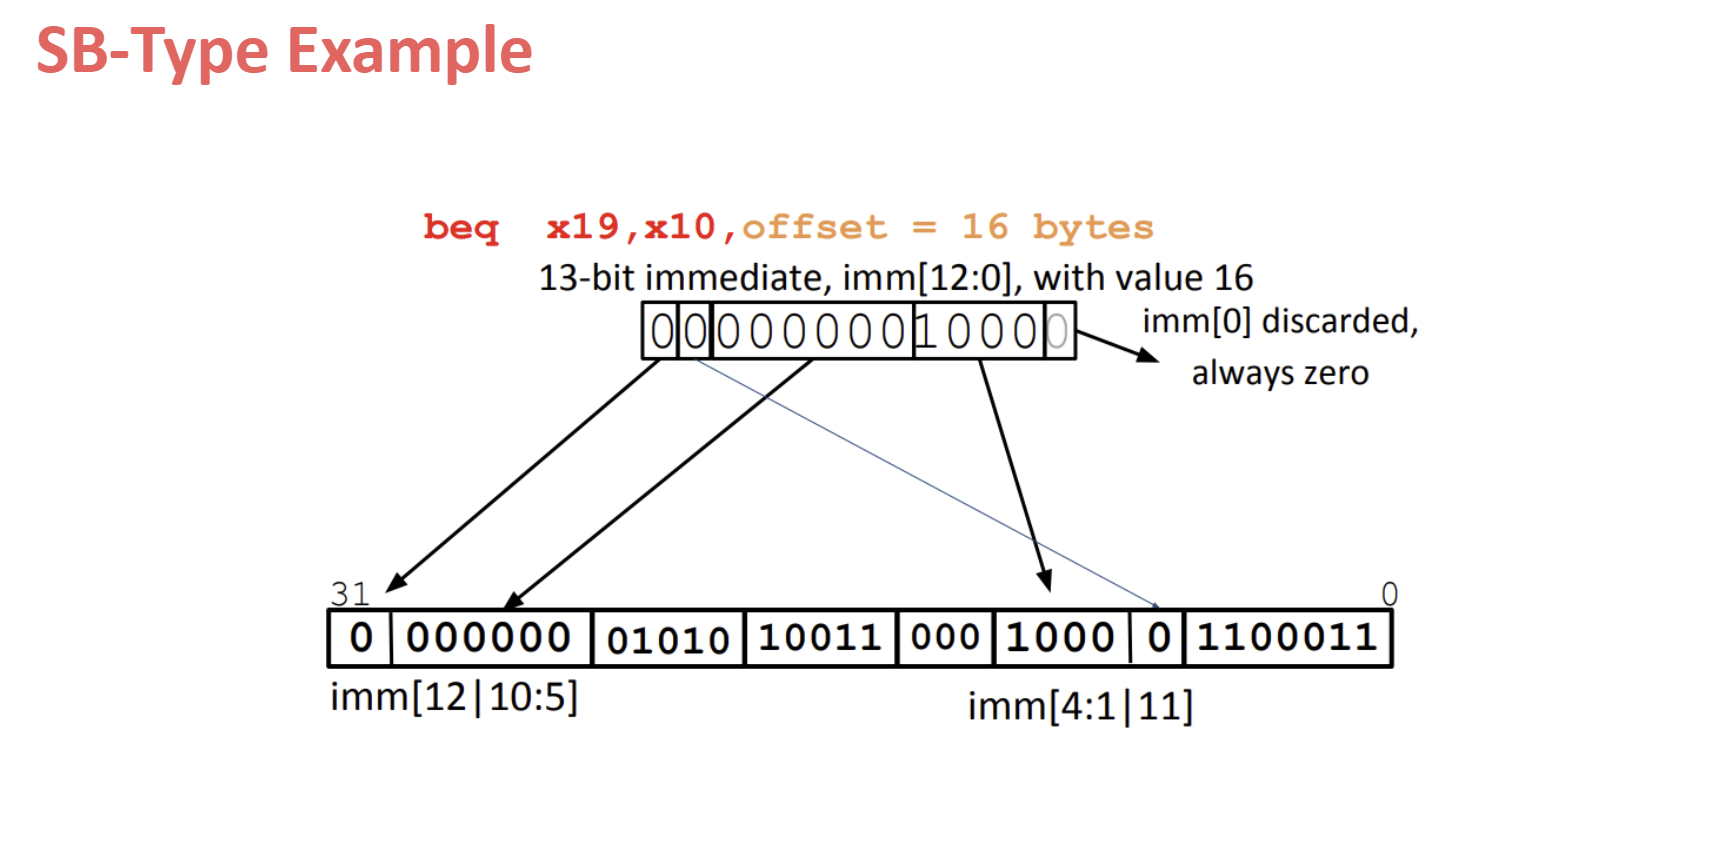 SB-Type Example
beq x19,x10,offset = 16 bytes
13-bit immediate, imm[12:0], with value 16
0 0 000000 1000 0
imm[0] discarded,
always zero
31 0
0 000000 01010 10011 000 1000 0 1100011
imm[12|10:5] imm[4:1|11]